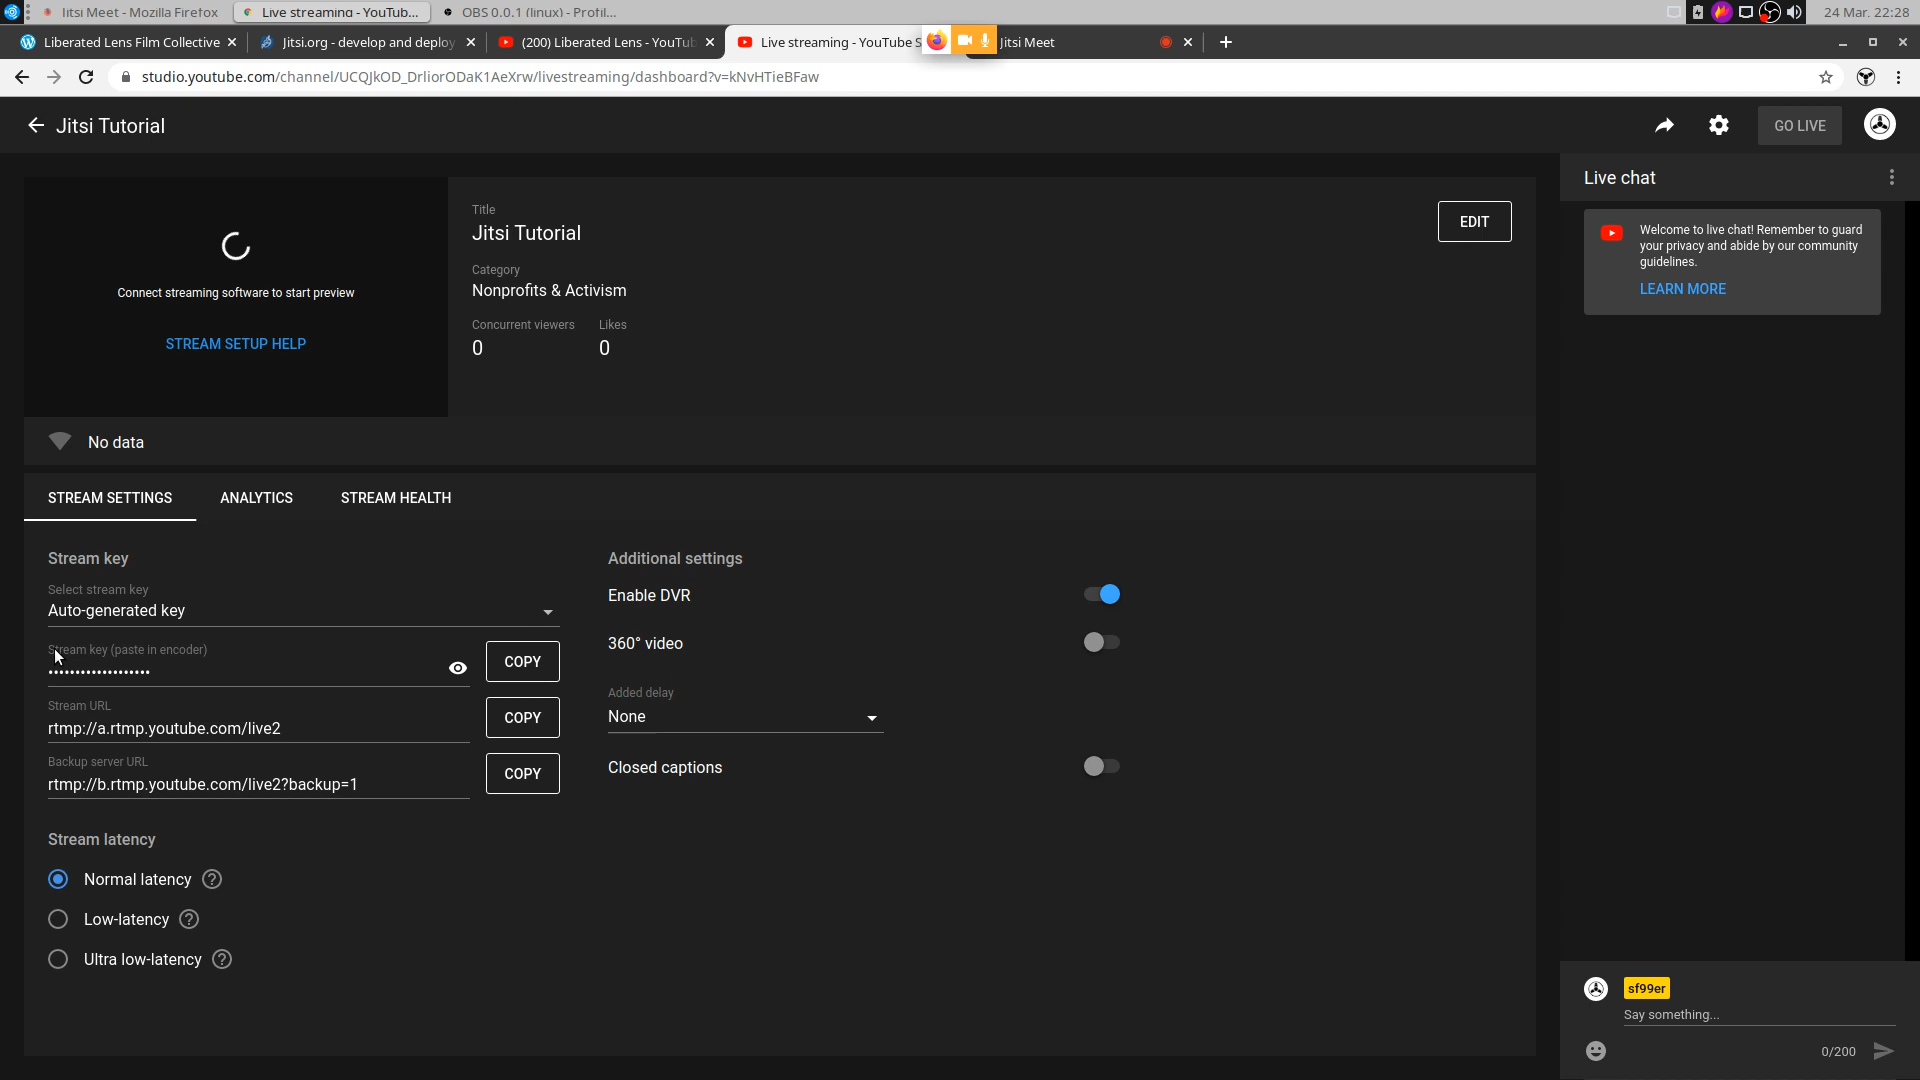 Jitsi Meet - Mozilla Firefox
Live streaming - YouTub...
OBS 0.0.1 (linux) - Profil...
24 Mar. 22:28
Liberated Lens Film Collective
Jitsi.org - develop and deploy
(200) Liberated Lens - YouTub
Live streaming - YouTube S
Jitsi Meet
studio.youtube.com/channel/UCQJkOD_DrliorODaK1AeXrw/livestreaming/dashboard?v=kNvHTieBFaw
Jitsi Tutorial
GO LIVE
Connect streaming software to start preview
STREAM SETUP HELP
Title
Jitsi Tutorial
EDIT
Category
Nonprofits & Activism
Concurrent viewers
Likes
0
0
No data
STREAM SETTINGS
ANALYTICS
STREAM HEALTH
Stream key
Select stream key
Auto-generated key
Stream key (paste in encoder)
•••••••••••••••••••
COPY
Stream URL
rtmp://a.rtmp.youtube.com/live2
COPY
Backup server URL
rtmp://b.rtmp.youtube.com/live2?backup=1
COPY
Stream latency
Normal latency
Low-latency
Ultra low-latency
Additional settings
Enable DVR
360° video
Added delay
None
Closed captions
Live chat
Welcome to live chat! Remember to guard
your privacy and abide by our community
guidelines.
LEARN MORE
sf99er
Say something...
0/200